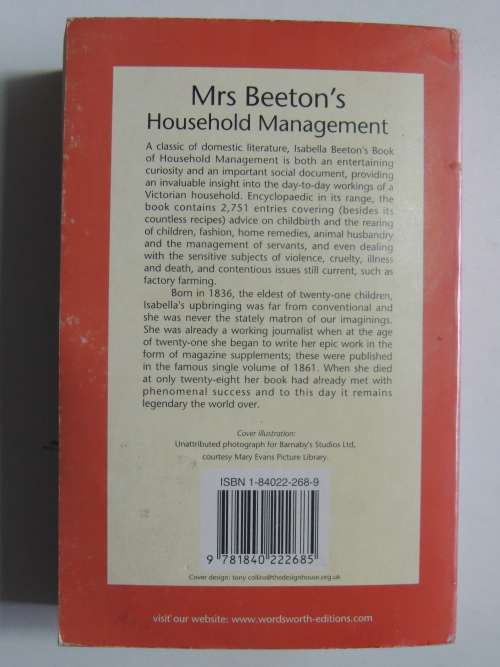 Mrs Beeton's
Household Management
A classic of domestic literature, Isabella Beeton's Book
of Household Management is both an entertaining
curiosity and an important social document, providing
an invaluable insight into the day-to-day workings of a
Victorian household. Encyclopaedic in its range, the
book contains 2,751 entries covering (besides its
countless recipes) advice on childbirth and the rearing
of children, fashion, home remedies, animal husbandry
and the management of servants, and even dealing
with the sensitive subjects of violence, cruelty, illness
and death, and contentious issues still current, such as
factory farming.
Born in 1836, the eldest of twenty-one children,
Isabella's upbringing was far from conventional and
she was never the stately matron of our imaginings.
She was already a working journalist when at the age
of twenty-one she began to write her epic work in the
form of magazine supplements; these were published
in the famous single volume of 1861. When she died
at only twenty-eight her book had already met with
phenomenal success and to this day it remains
legendary the world over.
Cover illustration:
Unattributed photograph for Barnaby's Studios Ltd,
courtesy Mary Evans Picture Library.
ISBN 1-84022-268-9
9 781840 222685
Cover design: tony collins@thedesignhouse.org.uk
visit our website: www.wordsworth-editions.com